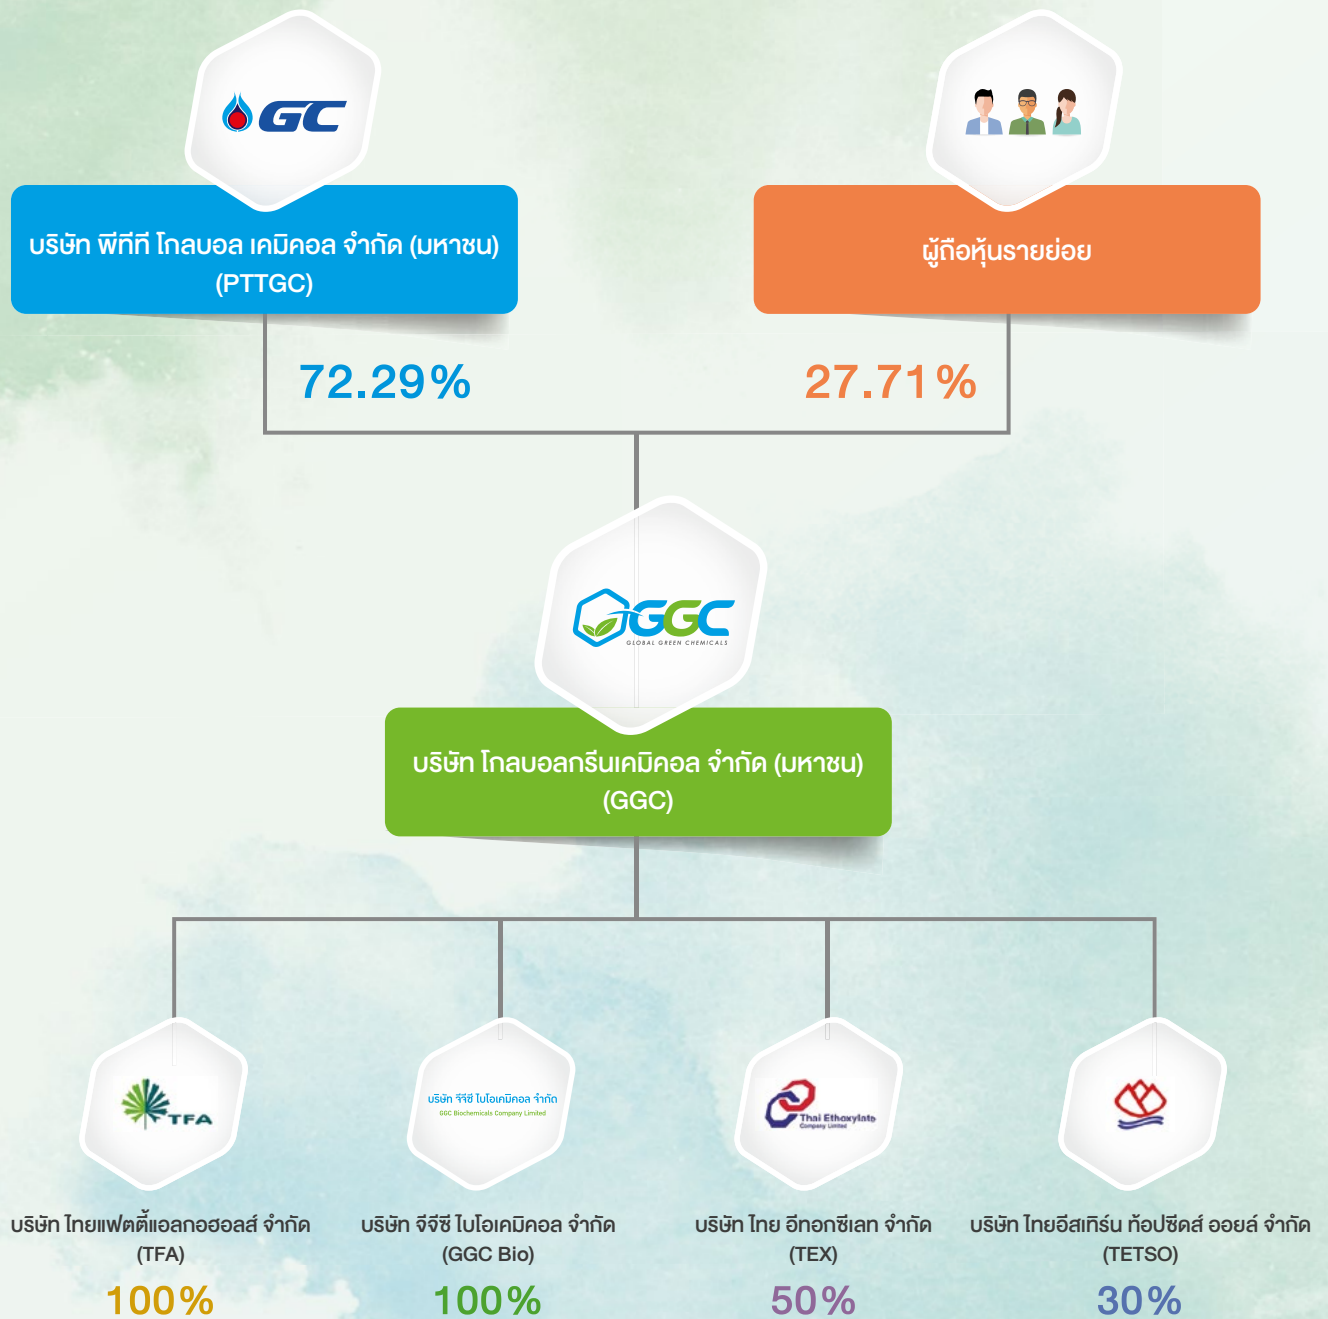 GC
บริษัท พีทีที โกลบอล เคมิคอล จำกัด (มหาชน)
(PTTGC)
ผู้ถือหุ้นรายย่อย
72.29%
27.71%
GGC
GLOBAL GREEN CHEMICALS
บริษัท โกลบอลกรีนเคมิคอล จำกัด (มหาชน)
(GGC)
TFA
บริษัท จีจีซี ไบโอเคมิคอล จำกัด
GGC Biochemicals Company Limited
Thai Ethoxylate
Company Limited
บริษัท ไทยแฟตตี้แอลกอฮอลส์ จำกัด
(TFA)
100%
บริษัท จีจีซี ไบโอเคมิคอล จำกัด
(GGC Bio)
100%
บริษัท ไทย อีทอกซีเลท จำกัด
(TEX)
50%
บริษัท ไทยอีสเทิร์น ท้อปซีดส์ ออยล์ จำกัด
(TETSO)
30%